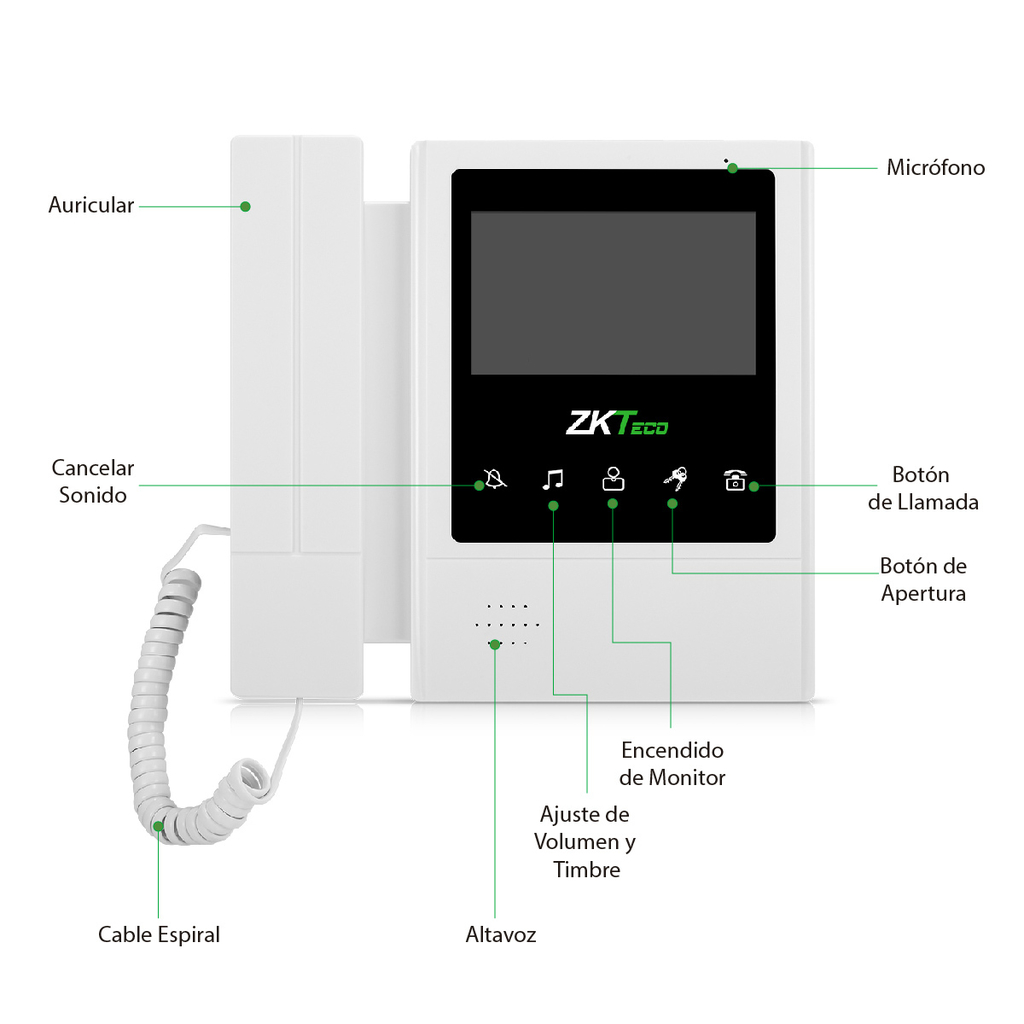 Micrófono
Auricular
ZKTECO
Cancelar
Sonido
Botón
de Llamada
Botón de
Apertura
Encendido
de Monitor
Ajuste de
Volumen y
Timbre
Cable Espiral
Altavoz